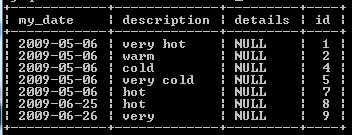 my_date | description | details | id
2009-05-06 | very hot | NULL | 1
2009-05-06 | warm | NULL | 2
2009-05-06 | cold | NULL | 4
2009-05-06 | very cold | NULL | 5
2009-05-06 | hot | NULL | 7
2009-06-25 | hot | NULL | 8
2009-06-26 | very | NULL | 9